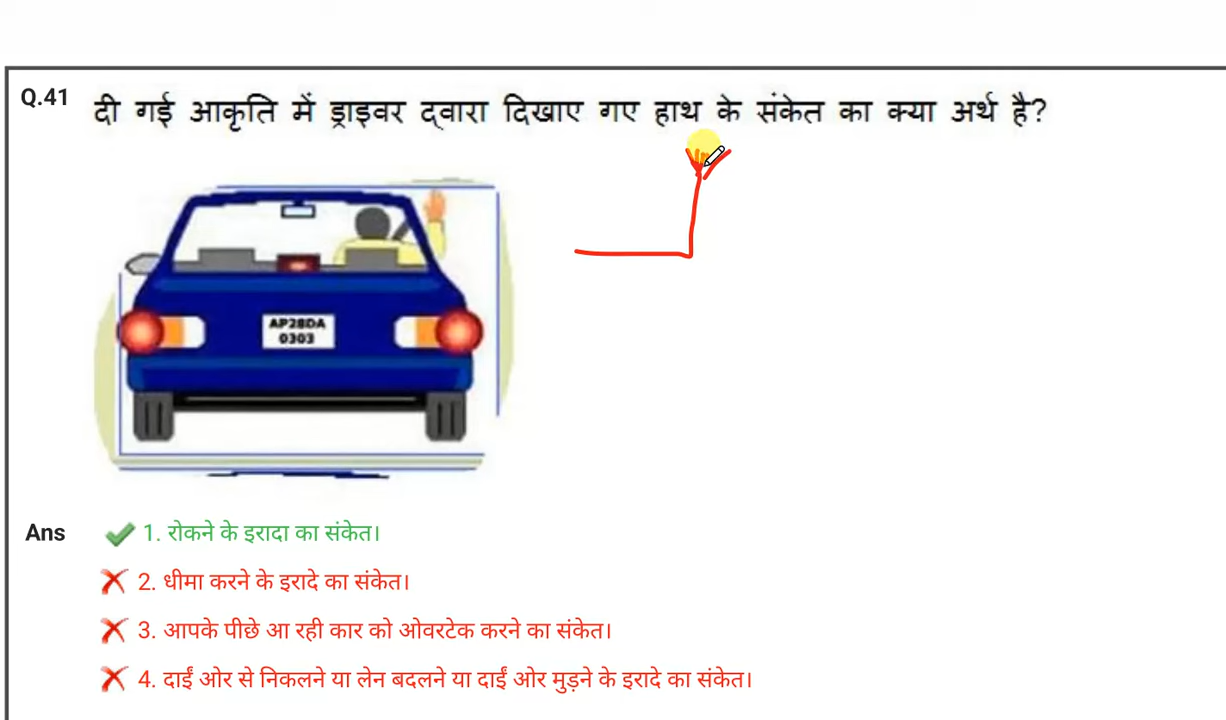 Q.41 दी गई आकृति में ड्राइवर द्वारा दिखाए गए हाथ के संकेत का क्या अर्थ है?
AP28DA
0303
Ans 1. रोकने के इरादा का संकेत।
2. धीमा करने के इरादे का संकेत।
3. आपके पीछे आ रही कार को ओवरटेक करने का संकेत।
4. दाईं ओर से निकलने या लेन बदलने या दाईं ओर मुड़ने के इरादे का संकेत।